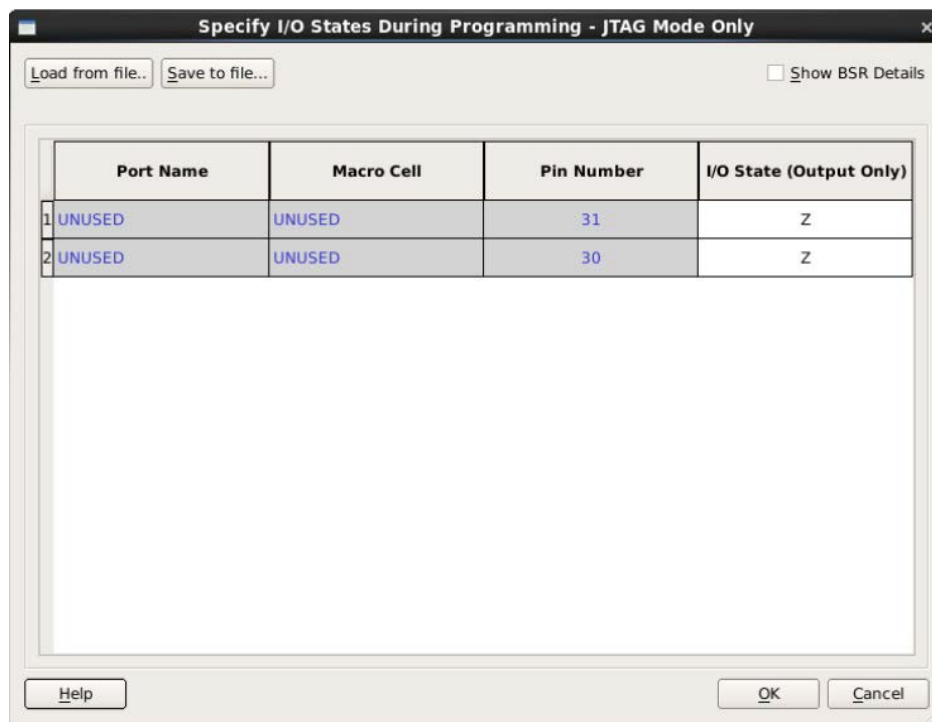 Specify I/O States During Programming - JTAG Mode Only
Load from file.. Save to file... Show BSR Details
Port Name Macro Cell Pin Number I/O State (Output Only)
1 UNUSED UNUSED 31 Z
2 UNUSED UNUSED 30 Z
Help OK Cancel